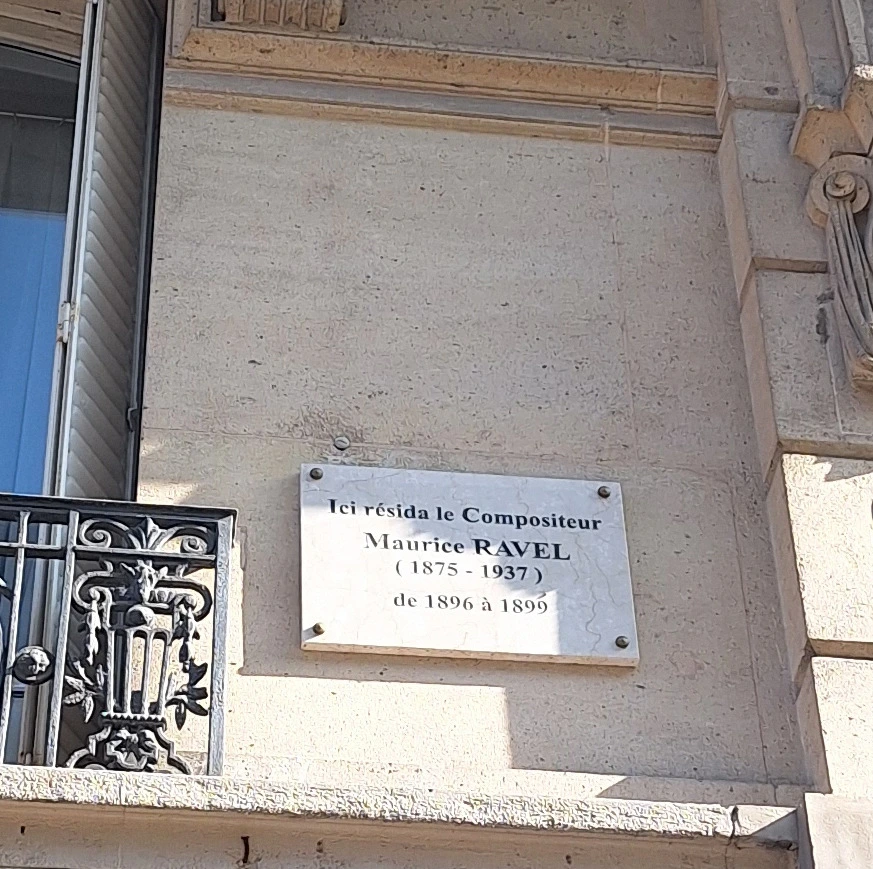 Ici résida le Compositeur
Maurice RAVEL
( 1875 - 1937 )
de 1896 à 1899